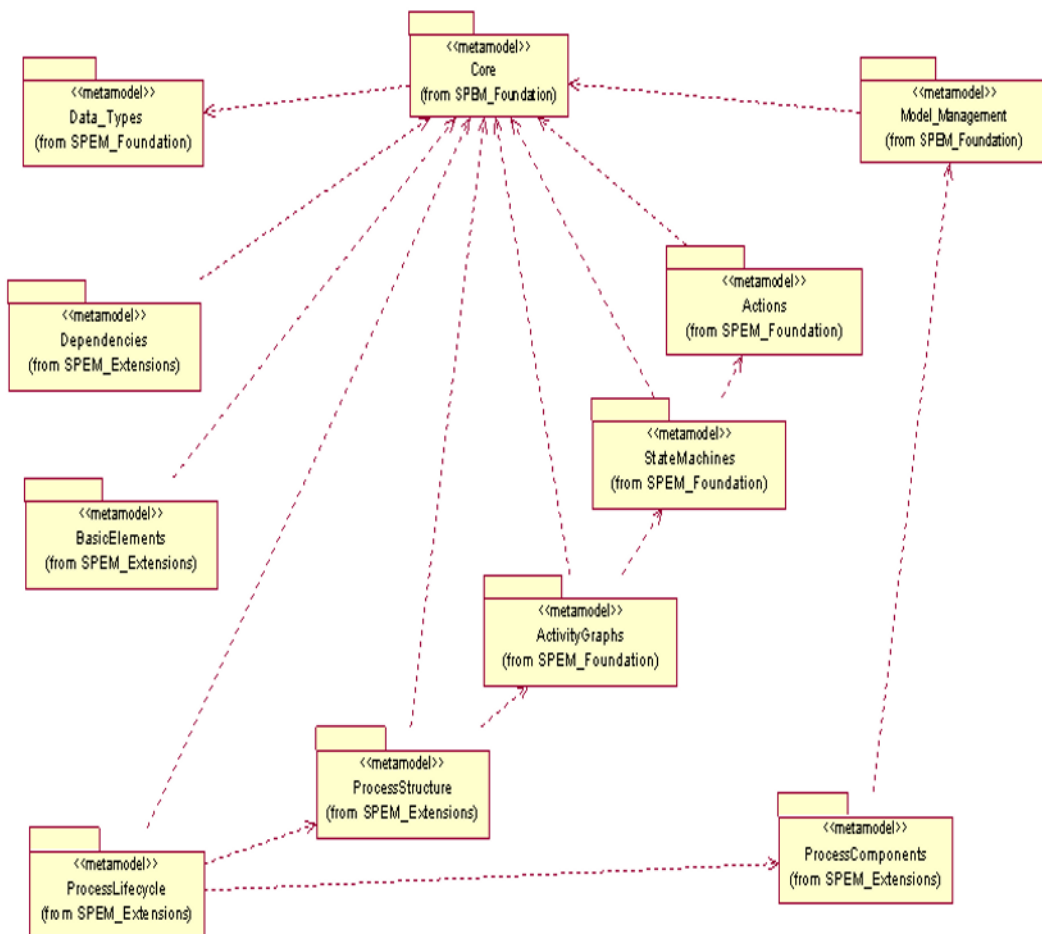 <<metamodel>>
Core
(from SPEM_Foundation)
<<metamodel>>
Data_Types
(from SPEM_Foundation)
<<metamodel>>
Model_Management
(from SPEM_Foundation)
<<metamodel>>
Actions
(from SPEM_Foundation)
<<metamodel>>
Dependencies
(from SPEM_Extensions)
<<metamodel>>
StateMachines
(from SPEM_Foundation)
<<metamodel>>
BasicElements
(from SPEM_Extensions)
<<metamodel>>
ActivityGraphs
(from SPEM_Foundation)
<<metamodel>>
ProcessStructure
(from SPEM_Extensions)
<<metamodel>>
ProcessComponents
(from SPEM_Extensions)
<<metamodel>>
ProcessLifecycle
(from SPEM_Extensions)